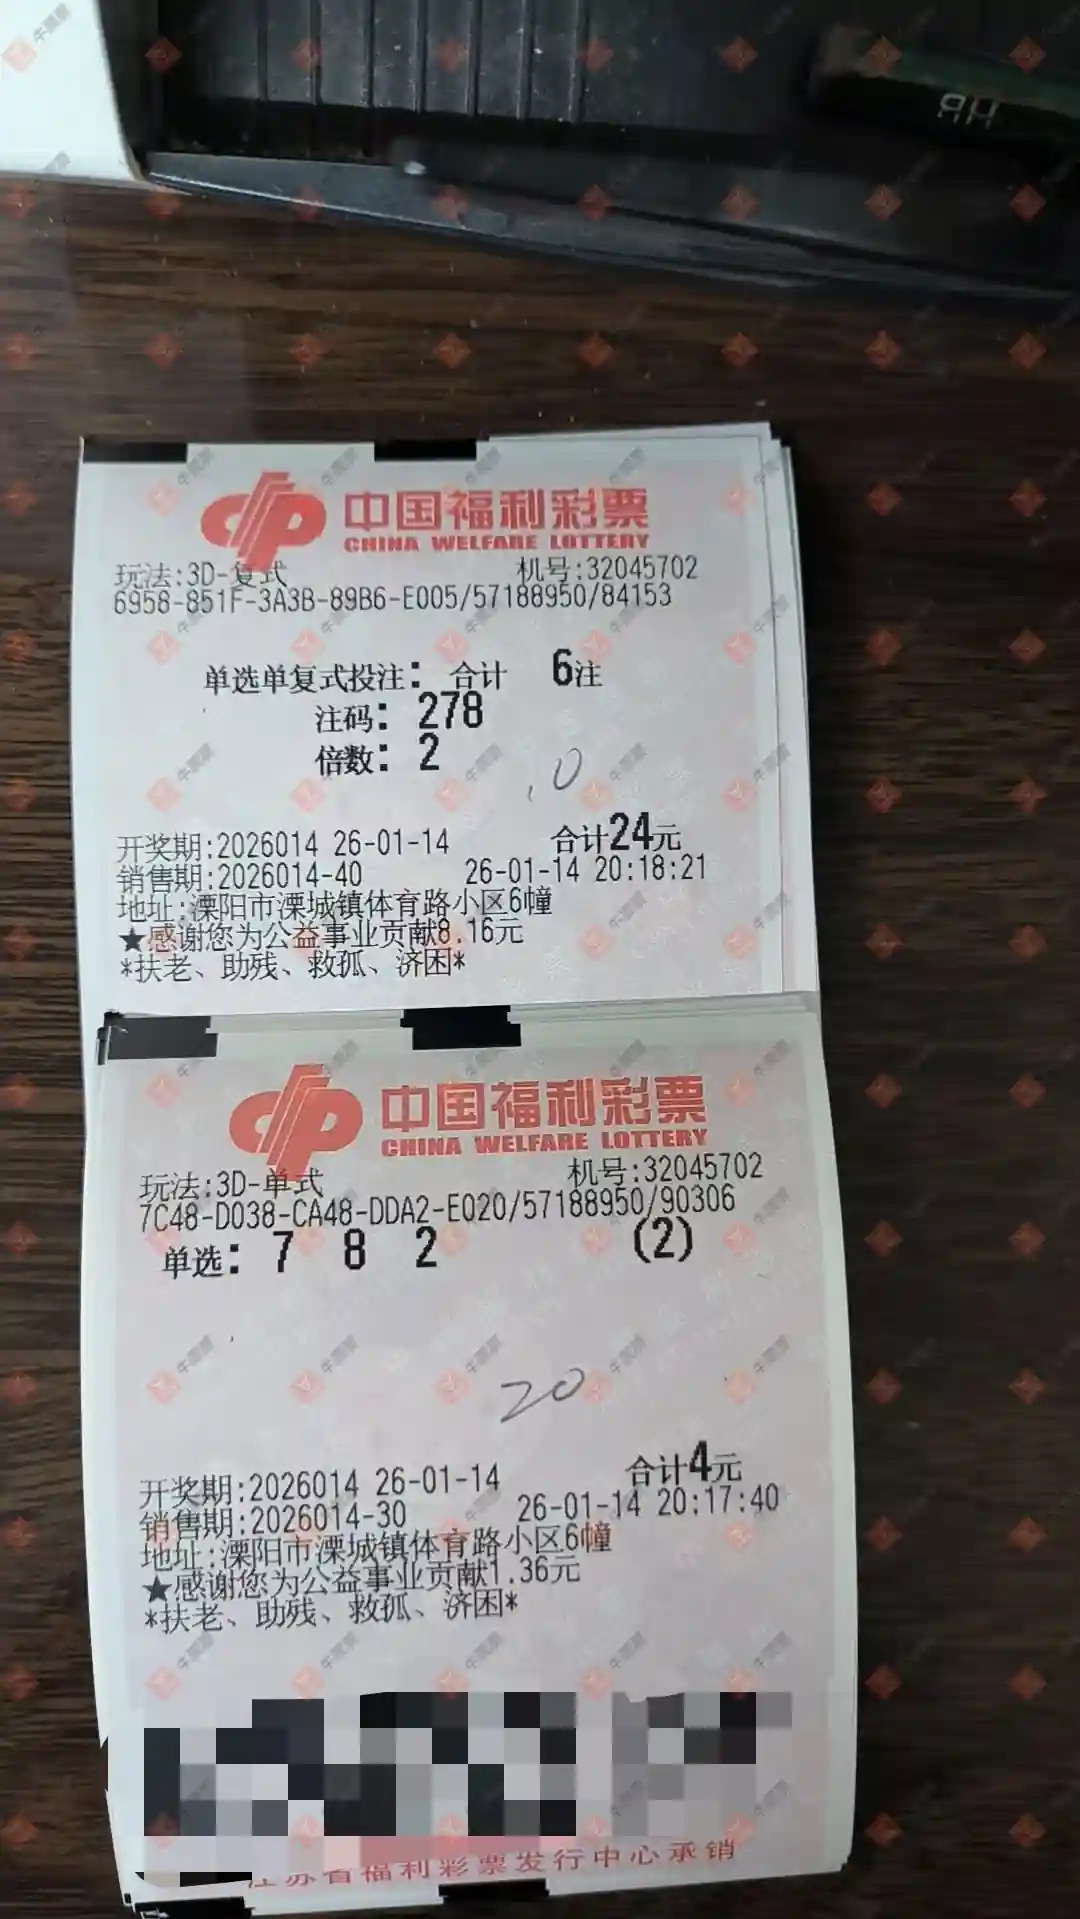 HR
中国福利彩票
CHINA WELFARE LOTTERY
玩法:3D-复式 机号:32045702
6958-851F-3A3B-89B6-E005/57188950/84153
单选单复式投注: 合计 6注
注码: 278
倍数: 2
10
开奖期:2026014 26-01-14 合计24元
销售期:2026014-40 26-01-14 20:18:21
地址:溧阳市溧城镇体育路小区6幢
★感谢您为公益事业贡献8.16元
*扶老、助残、救孤、济困*
中国福利彩票
CHINA WELFARE LOTTERY
玩法:3D-单式 机号:32045702
7C48-D038-CA48-DDA2-E020/57188950/90306
单选: 7 8 2 (2)
20
开奖期:2026014 26-01-14 合计4元
销售期:2026014-30 26-01-14 20:17:40
地址:溧阳市溧城镇体育路小区6幢
★感谢您为公益事业贡献1.36元
*扶老、助残、救孤、济困*
江苏省福利彩票发行中心承销